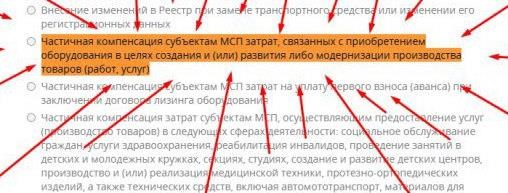 Внесение изменений в Реестр при замене транспортного средства или изменении его
регистрационных данных
Частичная компенсация субъектам МСП затрат, связанных с приобретением
оборудования в целях создания и (или) развития либо модернизации производства
товаров (работ, услуг)
Частичная компенсация субъектам МСП затрат на уплату первого взноса (аванса) при
заключении договора лизинга оборудования
Частичная компенсация затрат субъектам МСП, осуществляющим предоставление услуг
(производство товаров) в следующих сферах деятельности: социальное обслуживание
граждан, услуги здравоохранения, реабилитация инвалидов, проведение занятий в
детских и молодежных кружках, секциях, студиях, создание и развитие детских центров,
производство и (или) реализация медицинской техники, протезно-ортопедических
изделий, а также технических средств, включая автомототранспорт, материалов для